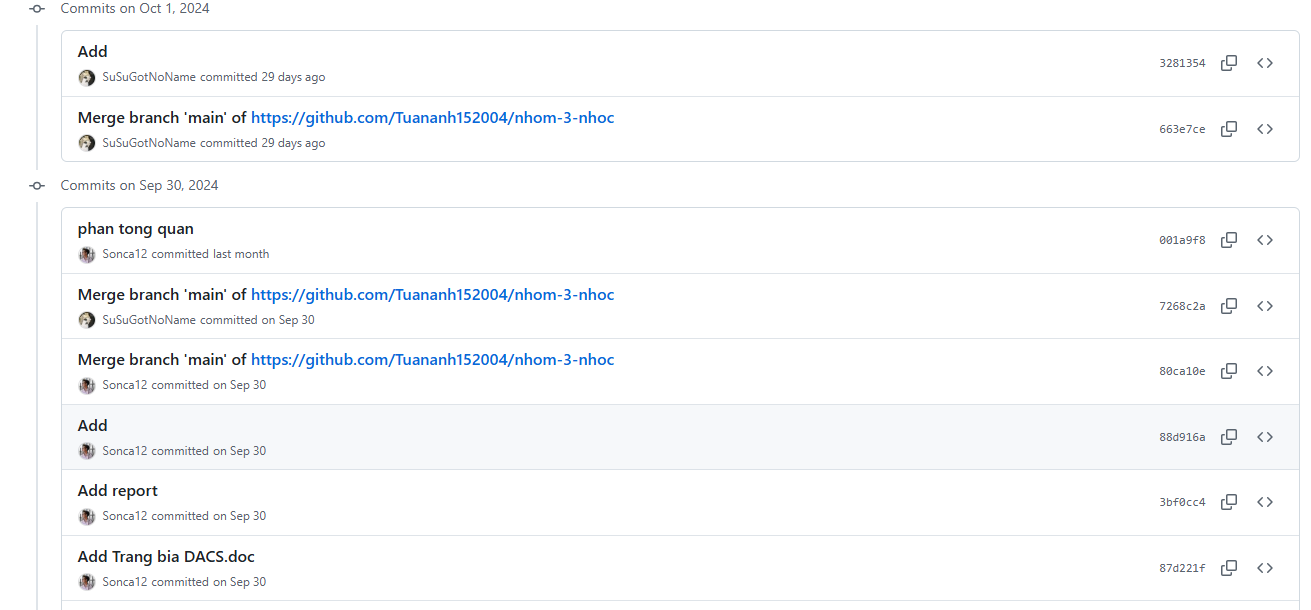 Commits on Oct 1, 2024
Add
SuSuGotNoName committed 29 days ago
3281354
Merge branch 'main' of https://github.com/Tuananh152004/nhom-3-nhoc
SuSuGotNoName committed 29 days ago
663e7ce
Commits on Sep 30, 2024
phan tong quan
Sonca12 committed last month
001a9f8
Merge branch 'main' of https://github.com/Tuananh152004/nhom-3-nhoc
SuSuGotNoName committed on Sep 30
7268c2a
Merge branch 'main' of https://github.com/Tuananh152004/nhom-3-nhoc
Sonca12 committed on Sep 30
80ca10e
Add
Sonca12 committed on Sep 30
88d916a
Add report
Sonca12 committed on Sep 30
3bf0cc4
Add Trang bia DACS.doc
Sonca12 committed on Sep 30
87d221f